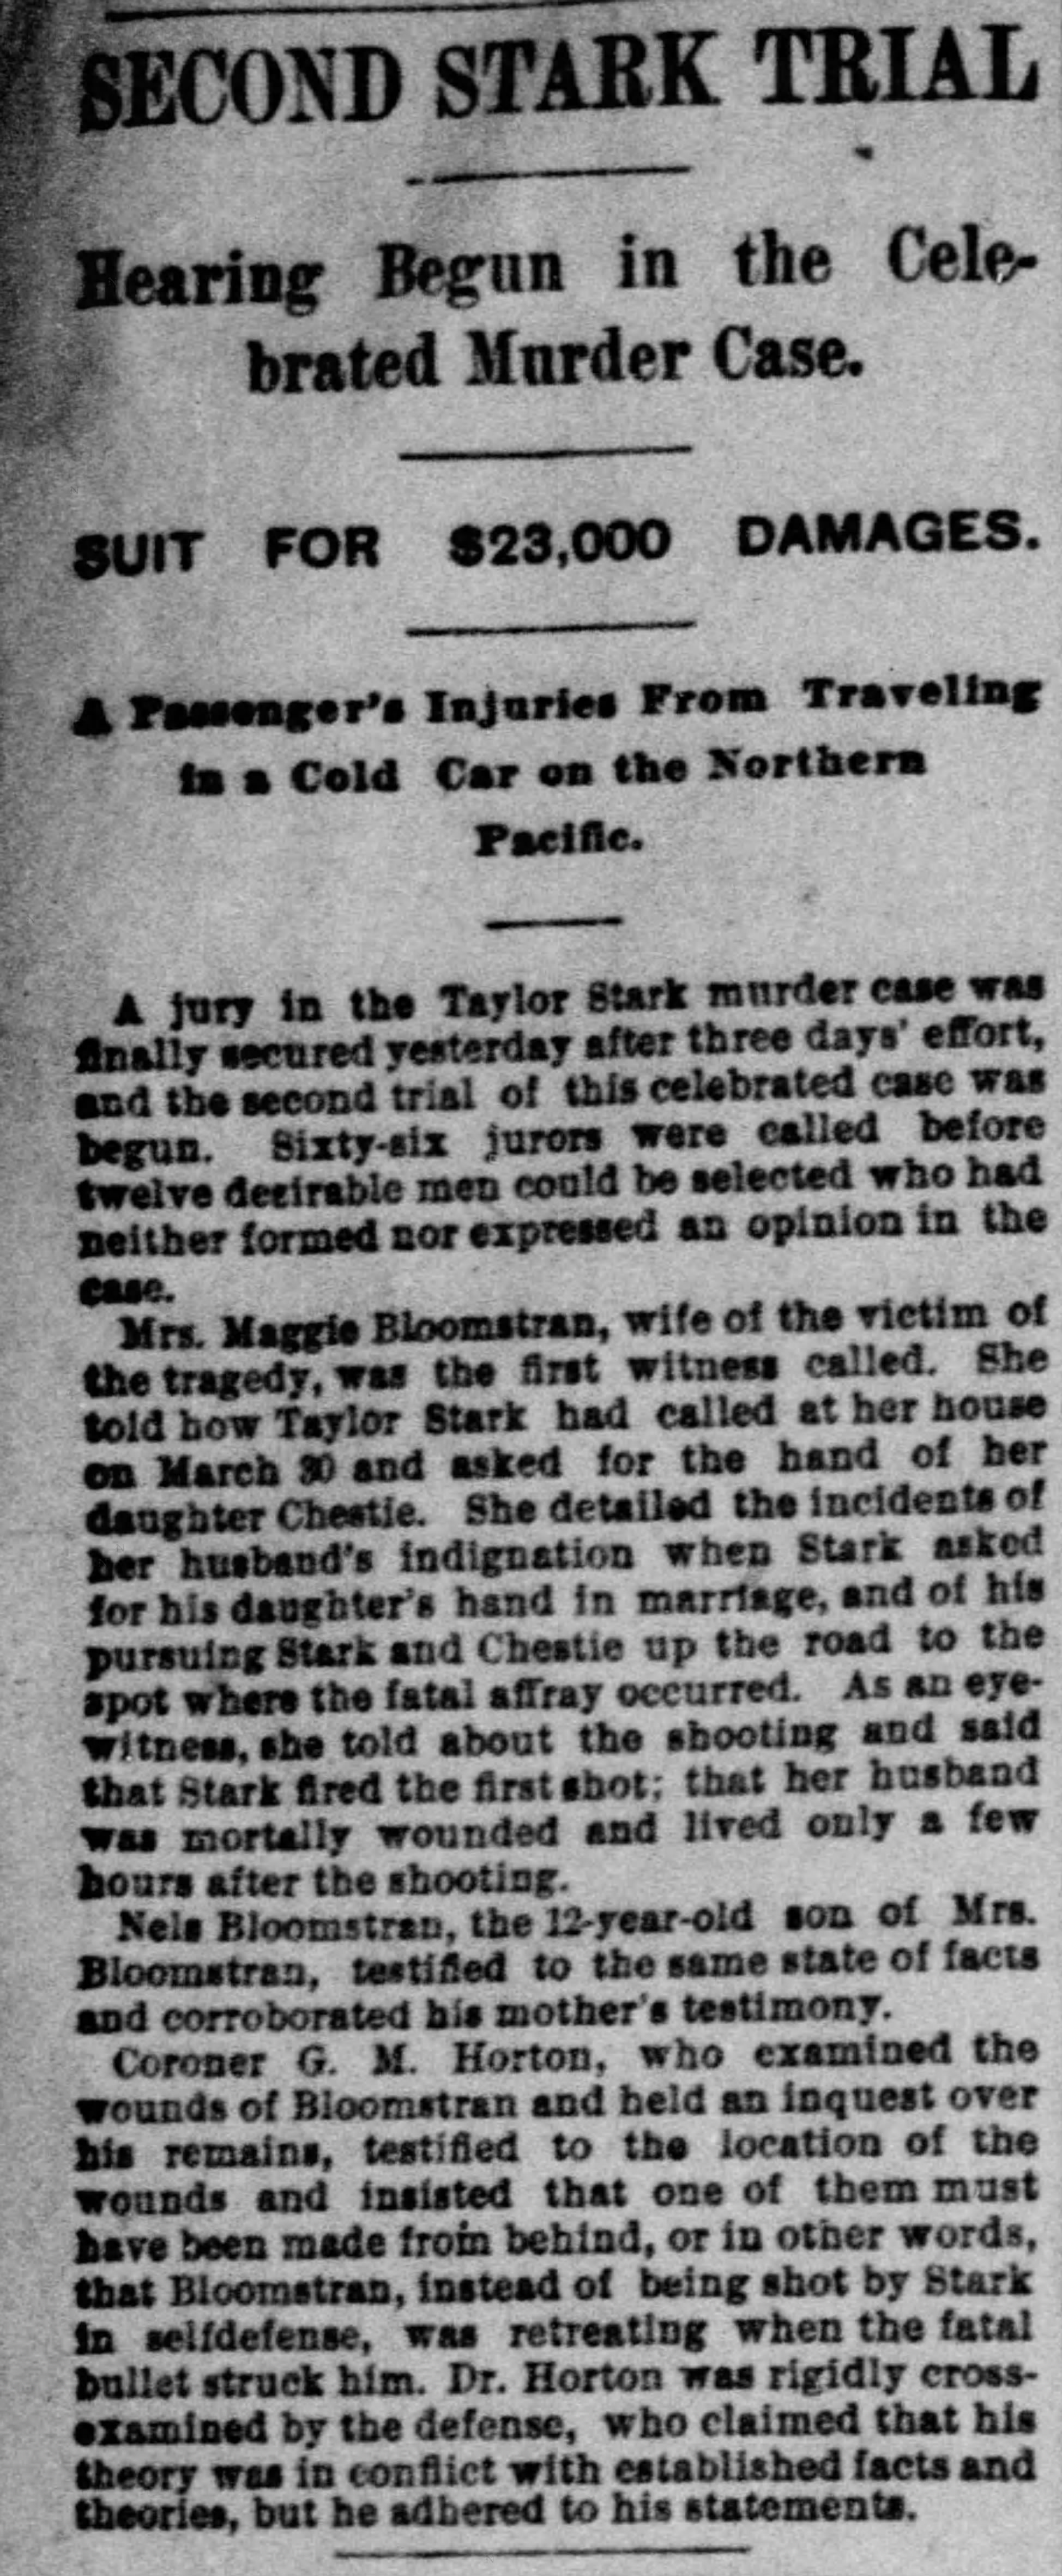 SECOND STARK TRIAL
Hearing Begun in the Cele-
brated Murder Case.
SUIT FOR $23,000 DAMAGES.
A Passenger's Injuries From Traveling
in a Cold Car on the Northern
Pacific.
A jury in the Taylor Stark murder case was
finally secured yesterday after three days' effort,
and the second trial of this celebrated case was
begun. Sixty-six jurors were called before
twelve desirable men could be selected who had
neither formed nor expressed an opinion in the
case.
Mrs. Maggie Bloomstran, wife of the victim of
the tragedy, was the first witness called. She
told how Taylor Stark had called at her house
on March 30 and asked for the hand of her
daughter Chestie. She detailed the incidents of
her husband's indignation when Stark asked
for his daughter's hand in marriage, and of his
pursuing Stark and Chestie up the road to the
spot where the fatal affray occurred. As an eye-
witness, she told about the shooting and said
that Stark fired the first shot; that her husband
was mortally wounded and lived only a few
hours after the shooting.
Nels Bloomstran, the 12-year-old son of Mrs.
Bloomstran, testified to the same state of facts
and corroborated his mother's testimony.
Coroner G. M. Horton, who examined the
wounds of Bloomstran and held an inquest over
his remains, testified to the location of the
wounds and insisted that one of them must
have been made from behind, or in other words,
that Bloomstran, instead of being shot by Stark
in selfdefense, was retreating when the fatal
bullet struck him. Dr. Horton was rigidly cross-
examined by the defense, who claimed that his
theory was in conflict with established facts and
theories, but he adhered to his statements.